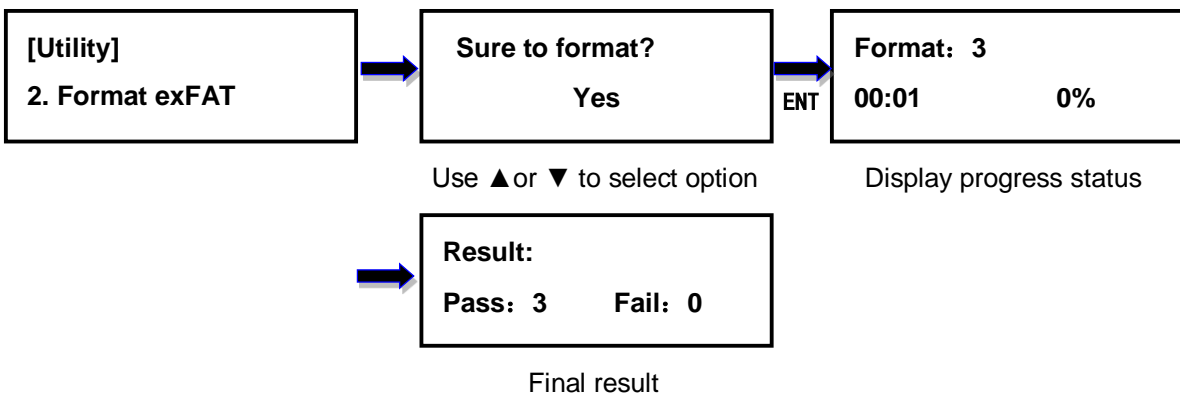 [Utility]
2. Format exFAT
Sure to format?
Yes
ENT
Format：3
00:01 0%
Use ▲or ▼ to select option
Display progress status
Result:
Pass：3 Fail：0
Final result